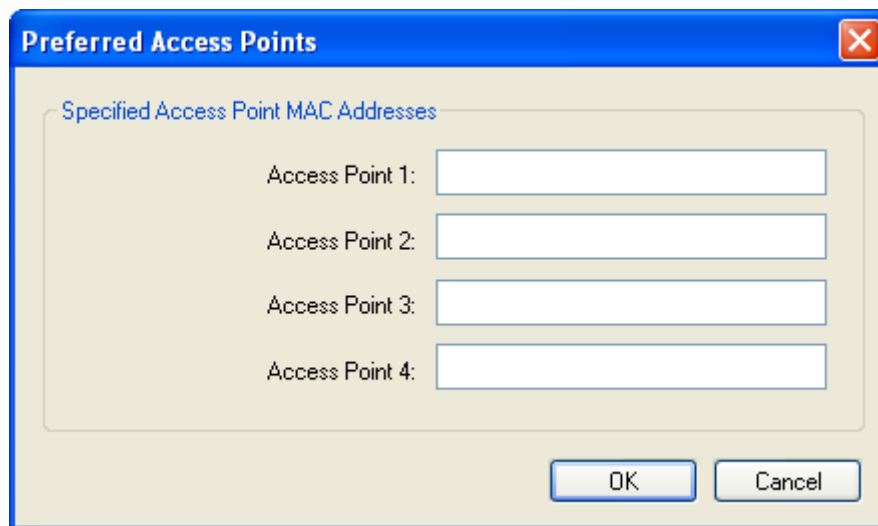 Preferred Access Points
Specified Access Point MAC Addresses
Access Point 1:
Access Point 2:
Access Point 3:
Access Point 4:
OK Cancel